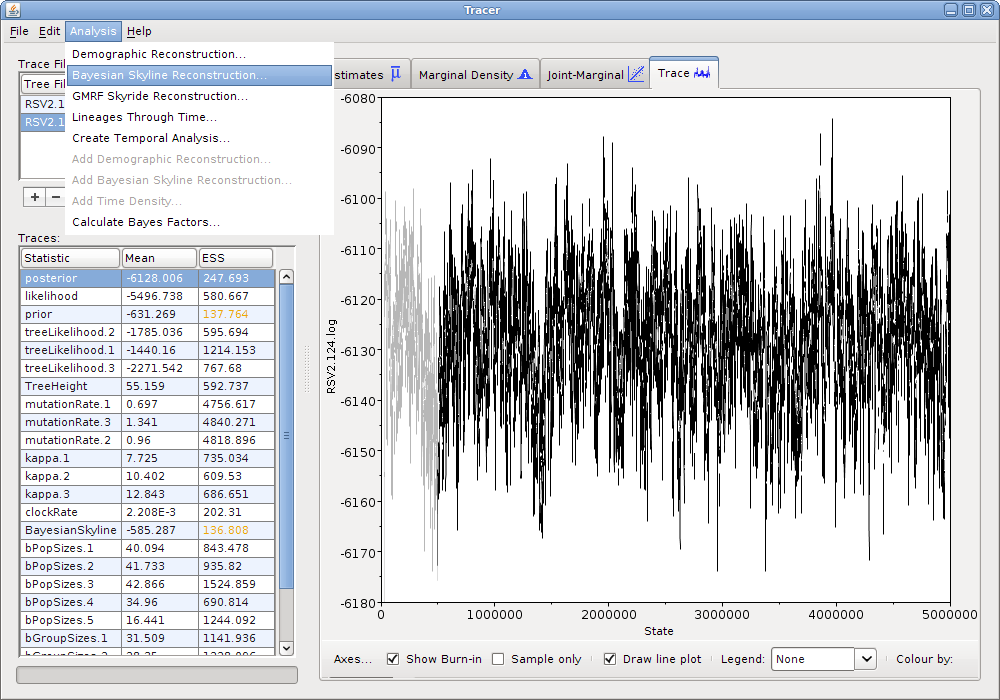 Tracer
File Edit Analysis Help
Trace Fil
Tree Fil
RSV2.1
RSV2.1
+ −
Demographic Reconstruction...
Bayesian Skyline Reconstruction...
GMRF Skyride Reconstruction...
Lineages Through Time...
Create Temporal Analysis...
Add Demographic Reconstruction...
Add Bayesian Skyline Reconstruction...
Add Time Density...
Calculate Bayes Factors...
stimates μ Marginal Density Joint-Marginal Trace
Traces:
Statistic Mean ESS
posterior -6128.006 247.693
likelihood -5496.738 580.667
prior -631.269 137.764
treeLikelihood.2 -1785.036 595.694
treeLikelihood.1 -1440.16 1214.153
treeLikelihood.3 -2271.542 767.68
TreeHeight 55.159 592.737
mutationRate.1 0.697 4756.617
mutationRate.3 1.341 4840.271
mutationRate.2 0.96 4818.896
kappa.1 7.725 735.034
kappa.2 10.402 609.53
kappa.3 12.843 686.651
clockRate 2.208E-3 202.31
BayesianSkyline -585.287 136.808
bPopSizes.1 40.094 843.478
bPopSizes.2 41.733 935.82
bPopSizes.3 42.866 1524.859
bPopSizes.4 34.96 690.814
bPopSizes.5 16.441 1244.092
bGroupSizes.1 31.509 1141.936
-6080
-6090
-6100
-6110
-6120
-6130
-6140
-6150
-6160
-6170
-6180
RSV2.124.log
0 1000000 2000000 3000000 4000000 5000000
State
Axes... Show Burn-in Sample only Draw line plot Legend: None Colour by: